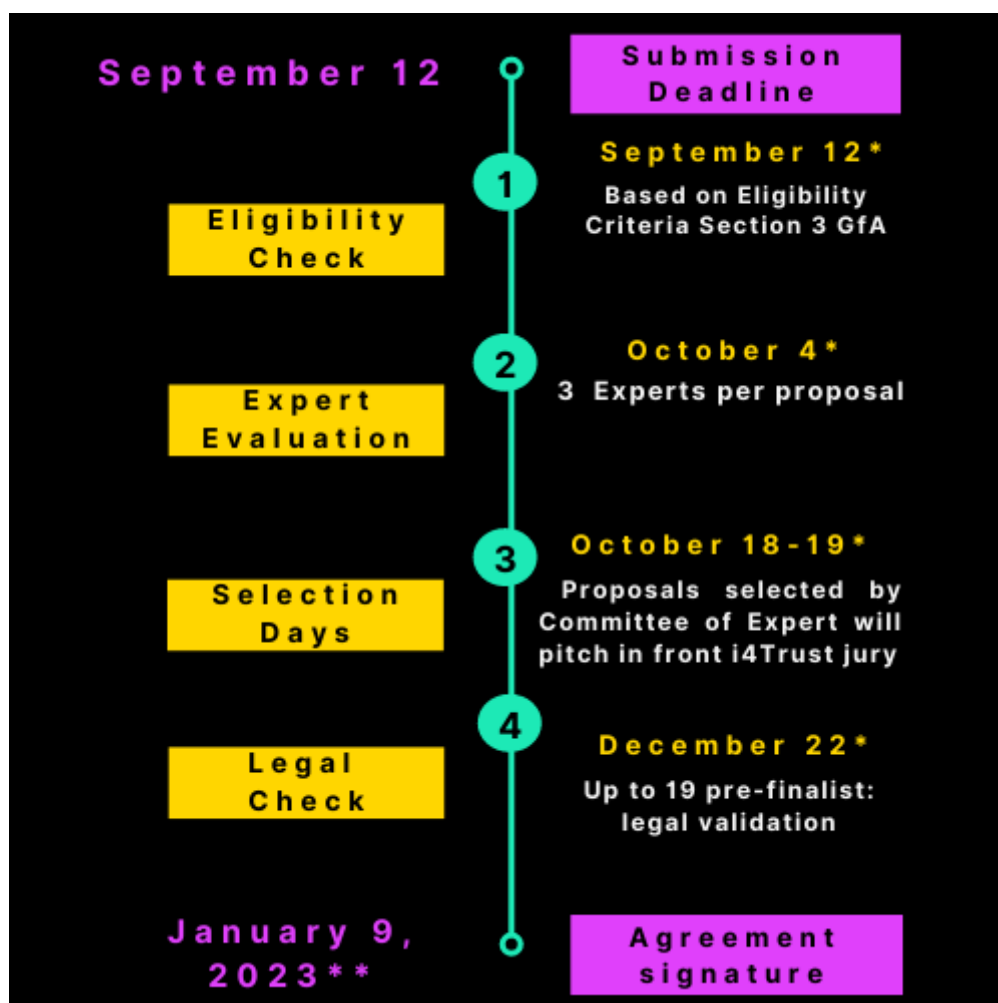 September 12
Submission
Deadline
1
September 12*
Based on Eligibility
Criteria Section 3 GfA
Eligibility
Check
2
October 4*
3 Experts per proposal
Expert
Evaluation
3
October 18-19*
Proposals selected by
Committee of Expert will
pitch in front i4Trust jury
Selection
Days
4
December 22*
Up to 19 pre-finalist:
legal validation
Legal
Check
January 9,
2023**
Agreement
signature